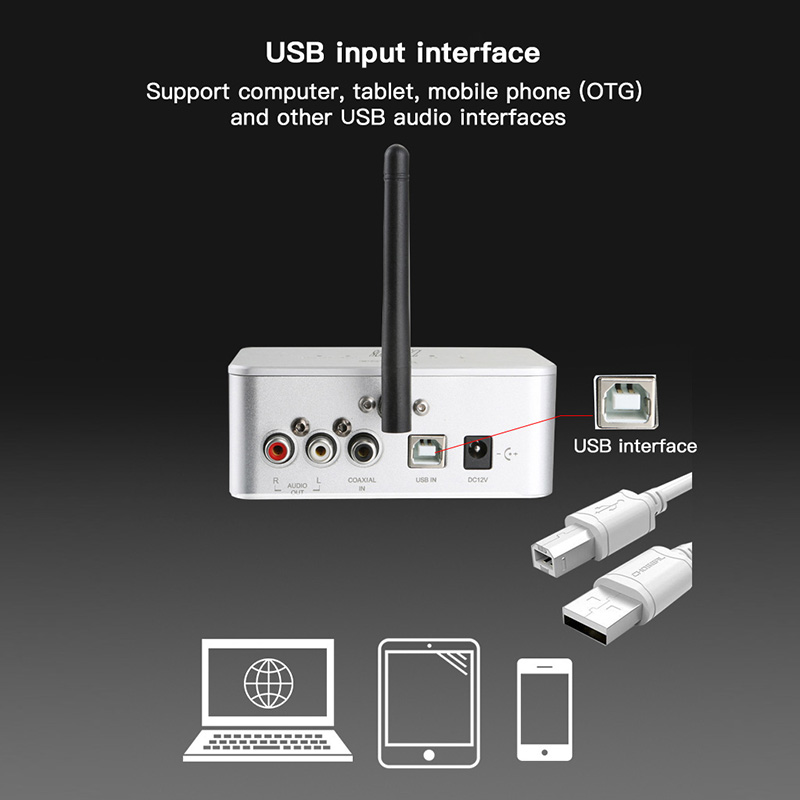 USB input interface
Support computer, tablet, mobile phone (OTG)
and other USB audio interfaces
USB interface
R
AUDIO
OUT
L
COAXIAL
IN
USB IN
DC12V
CHOSEAL